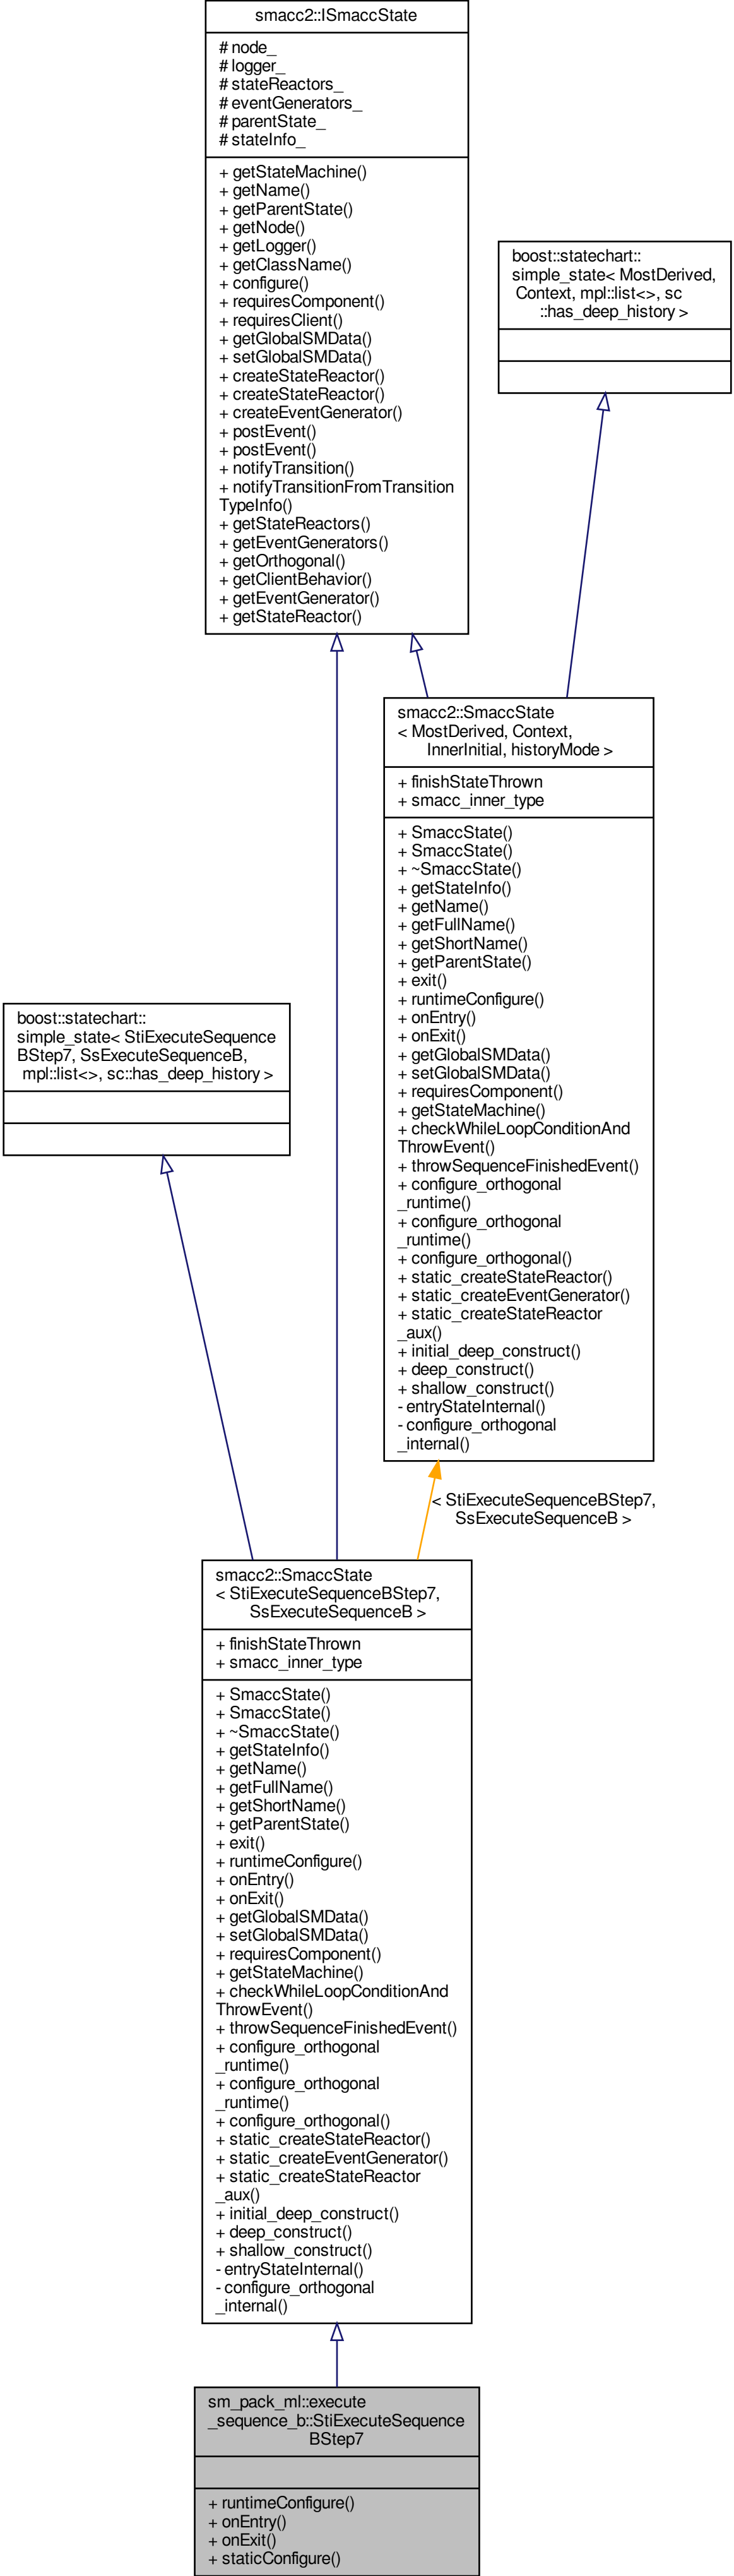 smacc2::ISmaccState
# node_
# logger_
# stateReactors_
# eventGenerators_
# parentState_
# stateInfo_
+ getStateMachine()
+ getName()
+ getParentState()
+ getNode()
+ getLogger()
+ getClassName()
+ configure()
+ requiresComponent()
+ requiresClient()
+ getGlobalSMData()
+ setGlobalSMData()
+ createStateReactor()
+ createStateReactor()
+ createEventGenerator()
+ postEvent()
+ postEvent()
+ notifyTransition()
+ notifyTransitionFromTransition
TypeInfo()
+ getStateReactors()
+ getEventGenerators()
+ getOrthogonal()
+ getClientBehavior()
+ getEventGenerator()
+ getStateReactor()
boost::statechart::
simple_state< MostDerived,
Context, mpl::list<>, sc
::has_deep_history >
smacc2::SmaccState
< MostDerived, Context,
InnerInitial, historyMode >
+ finishStateThrown
+ smacc_inner_type
+ SmaccState()
+ SmaccState()
+ ~SmaccState()
+ getStateInfo()
+ getName()
+ getFullName()
+ getShortName()
+ getParentState()
+ exit()
+ runtimeConfigure()
+ onEntry()
+ onExit()
+ getGlobalSMData()
+ setGlobalSMData()
+ requiresComponent()
+ getStateMachine()
+ checkWhileLoopConditionAnd
ThrowEvent()
+ throwSequenceFinishedEvent()
+ configure_orthogonal
_runtime()
+ configure_orthogonal
_runtime()
+ configure_orthogonal()
+ static_createStateReactor()
+ static_createEventGenerator()
+ static_createStateReactor
_aux()
+ initial_deep_construct()
+ deep_construct()
+ shallow_construct()
- entryStateInternal()
- configure_orthogonal
_internal()
boost::statechart::
simple_state< StiExecuteSequence
BStep7, SsExecuteSequenceB,
mpl::list<>, sc::has_deep_history >
< StiExecuteSequenceBStep7,
SsExecuteSequenceB >
smacc2::SmaccState
< StiExecuteSequenceBStep7,
SsExecuteSequenceB >
+ finishStateThrown
+ smacc_inner_type
+ SmaccState()
+ SmaccState()
+ ~SmaccState()
+ getStateInfo()
+ getName()
+ getFullName()
+ getShortName()
+ getParentState()
+ exit()
+ runtimeConfigure()
+ onEntry()
+ onExit()
+ getGlobalSMData()
+ setGlobalSMData()
+ requiresComponent()
+ getStateMachine()
+ checkWhileLoopConditionAnd
ThrowEvent()
+ throwSequenceFinishedEvent()
+ configure_orthogonal
_runtime()
+ configure_orthogonal
_runtime()
+ configure_orthogonal()
+ static_createStateReactor()
+ static_createEventGenerator()
+ static_createStateReactor
_aux()
+ initial_deep_construct()
+ deep_construct()
+ shallow_construct()
- entryStateInternal()
- configure_orthogonal
_internal()
sm_pack_ml::execute
_sequence_b::StiExecuteSequence
BStep7
+ runtimeConfigure()
+ onEntry()
+ onExit()
+ staticConfigure()